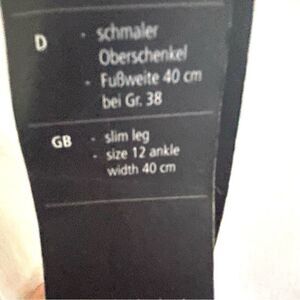 D - schmaler
Oberschenkel
- Fußweite 40 cm
bei Gr. 38
GB - slim leg
- size 12 ankle
width 40 cm